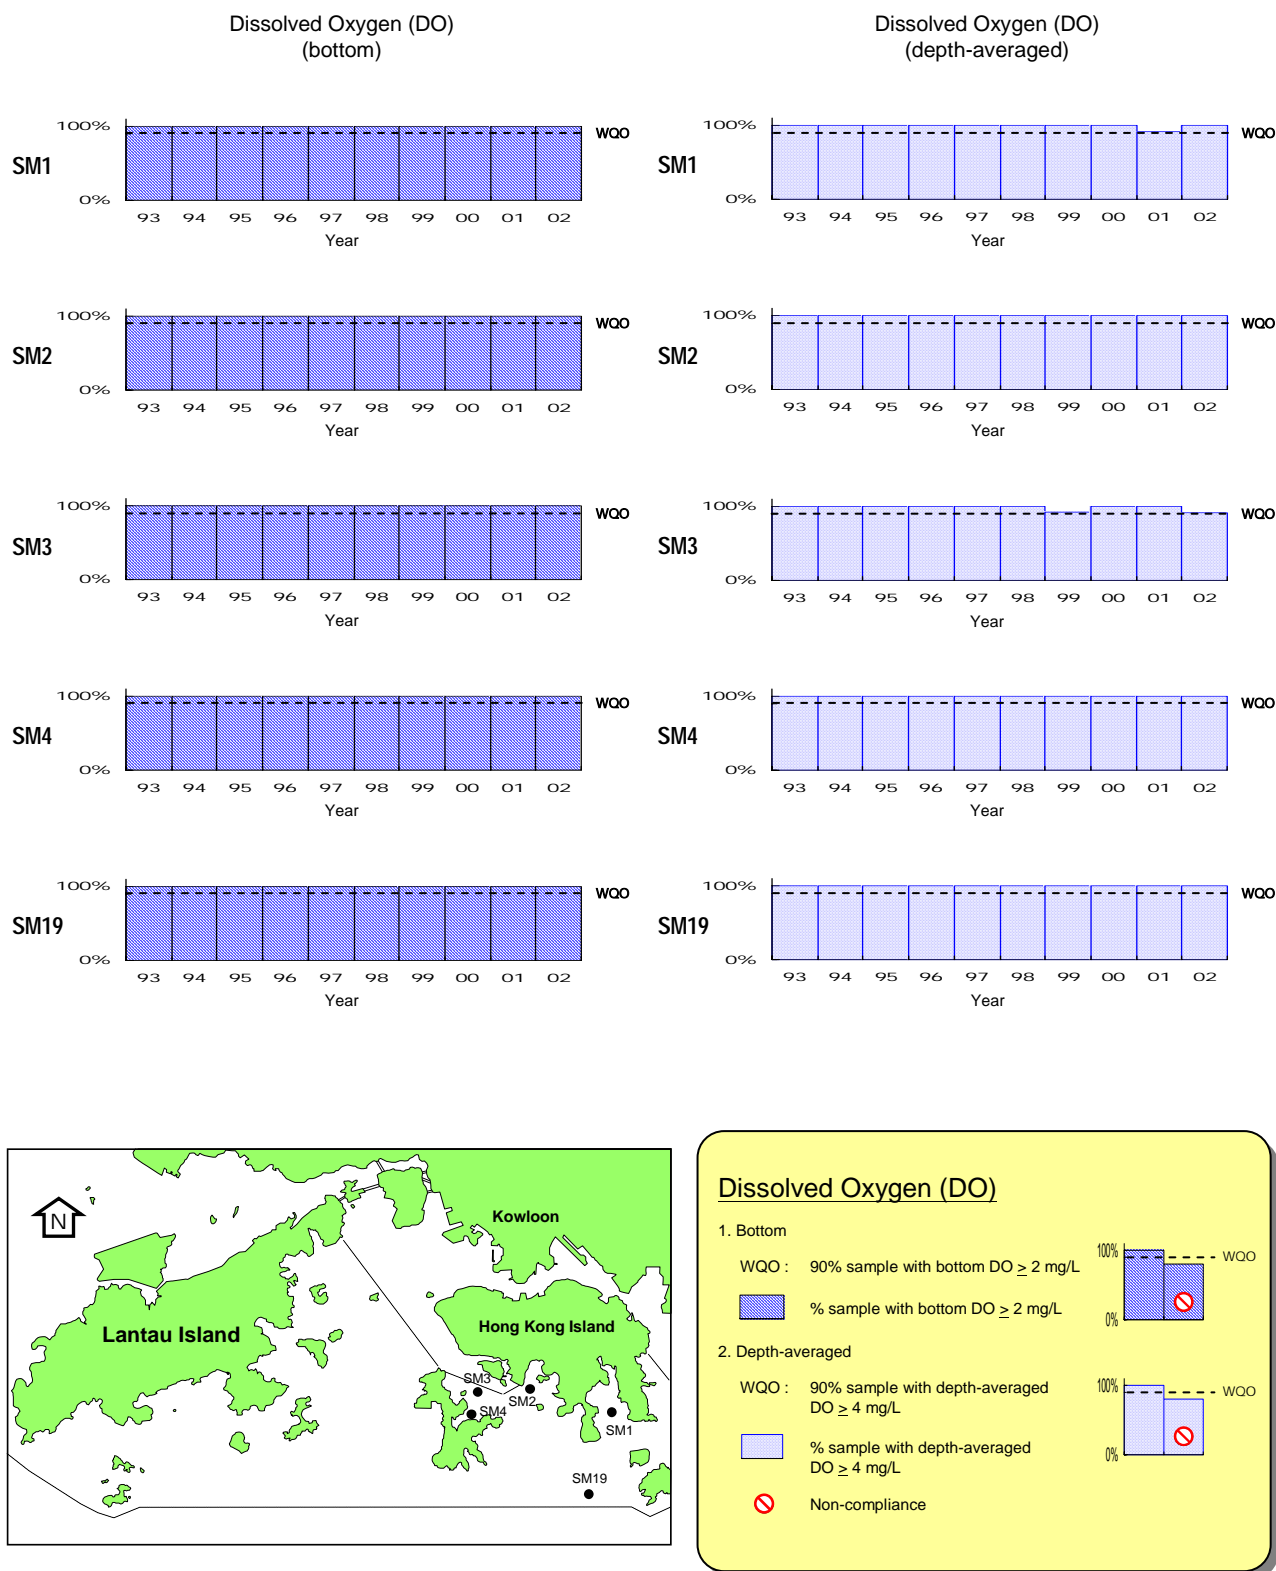 Dissolved Oxygen (DO)
(bottom)
Dissolved Oxygen (DO)
(depth-averaged)
SM1
100%
0%
WQO
93 94 95 96 97 98 99 00 01 02
Year
SM1
100%
0%
WQO
93 94 95 96 97 98 99 00 01 02
Year
SM2
100%
0%
WQO
93 94 95 96 97 98 99 00 01 02
Year
SM2
100%
0%
WQO
93 94 95 96 97 98 99 00 01 02
Year
SM3
100%
0%
WQO
93 94 95 96 97 98 99 00 01 02
Year
SM3
100%
0%
WQO
93 94 95 96 97 98 99 00 01 02
Year
SM4
100%
0%
WQO
93 94 95 96 97 98 99 00 01 02
Year
SM4
100%
0%
WQO
93 94 95 96 97 98 99 00 01 02
Year
SM19
100%
0%
WQO
93 94 95 96 97 98 99 00 01 02
Year
SM19
100%
0%
WQO
93 94 95 96 97 98 99 00 01 02
Year
N
Kowloon
Lantau Island
Hong Kong Island
SM3
SM2
SM4
SM1
SM19
Dissolved Oxygen (DO)
1. Bottom
WQO : 90% sample with bottom DO ≥ 2 mg/L
% sample with bottom DO ≥ 2 mg/L
100%
0%
WQO
2. Depth-averaged
WQO : 90% sample with depth-averaged
DO ≥ 4 mg/L
% sample with depth-averaged
DO ≥ 4 mg/L
100%
0%
WQO
Non-compliance